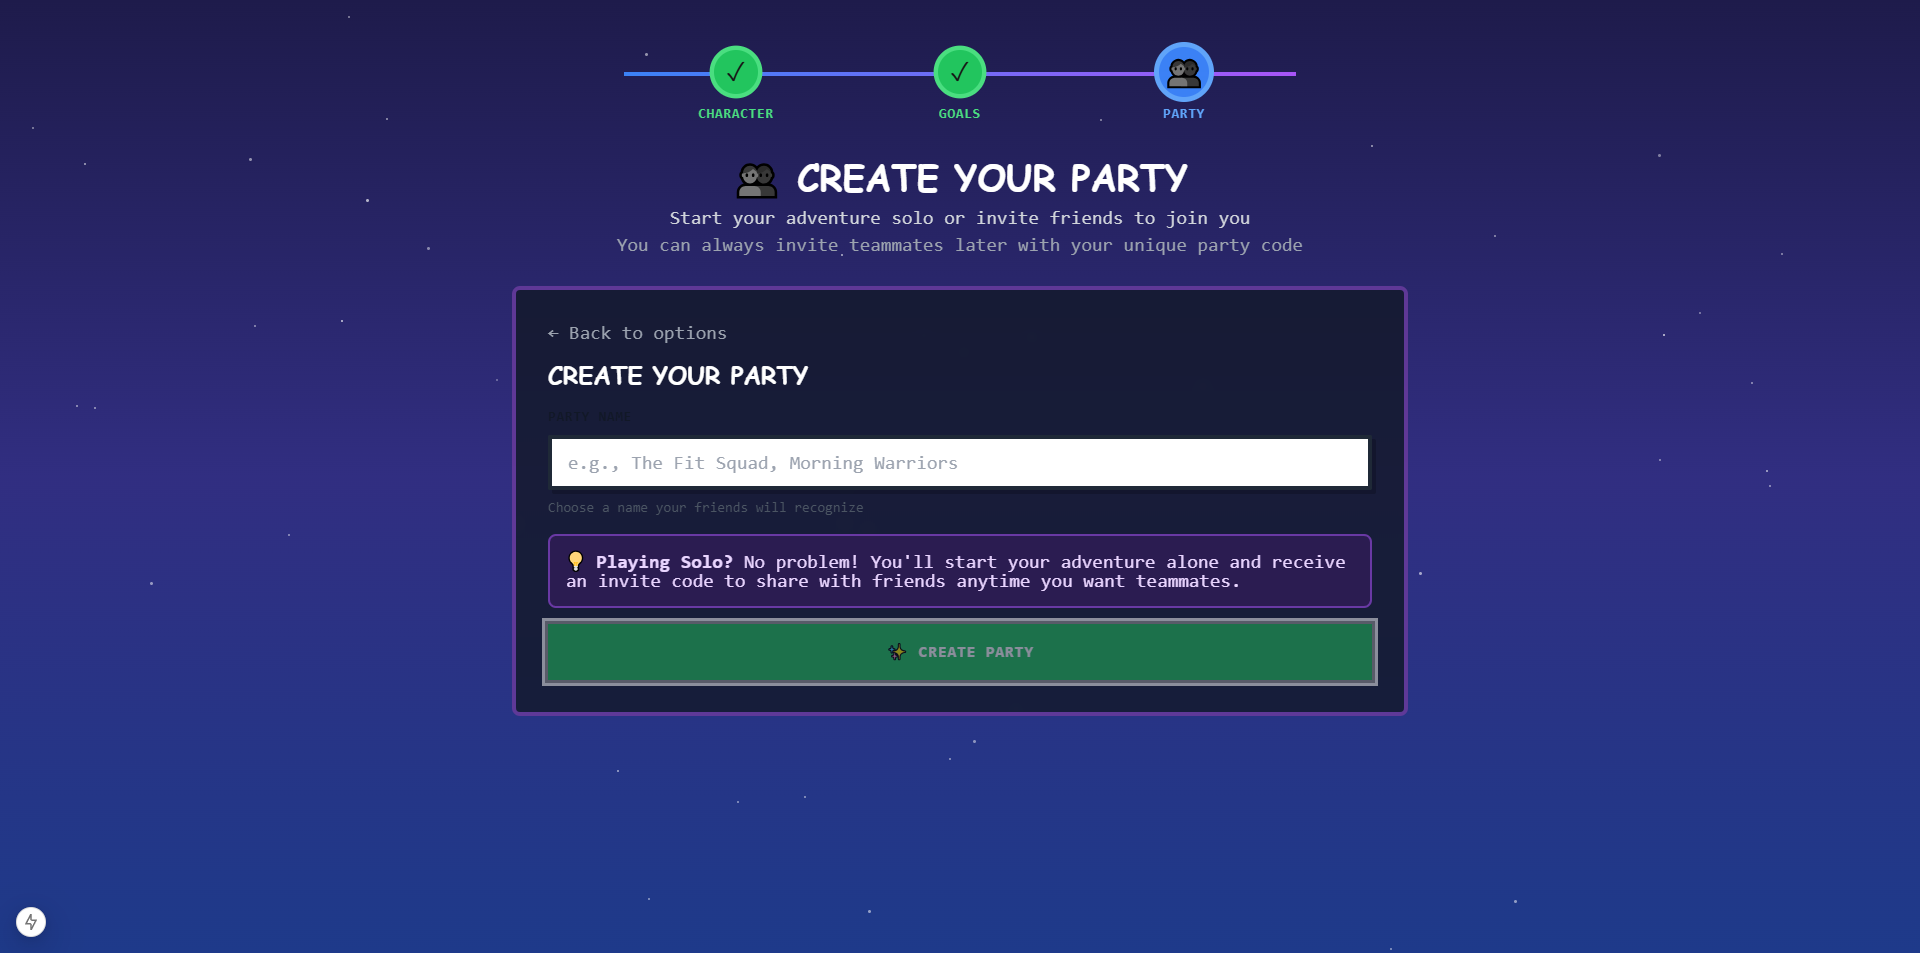 CHARACTER
GOALS
PARTY
CREATE YOUR PARTY
Start your adventure solo or invite friends to join you
You can always invite teammates later with your unique party code
← Back to options
CREATE YOUR PARTY
PARTY NAME
e.g., The Fit Squad, Morning Warriors
Choose a name your friends will recognize
Playing Solo? No problem! You'll start your adventure alone and receive
an invite code to share with friends anytime you want teammates.
CREATE PARTY